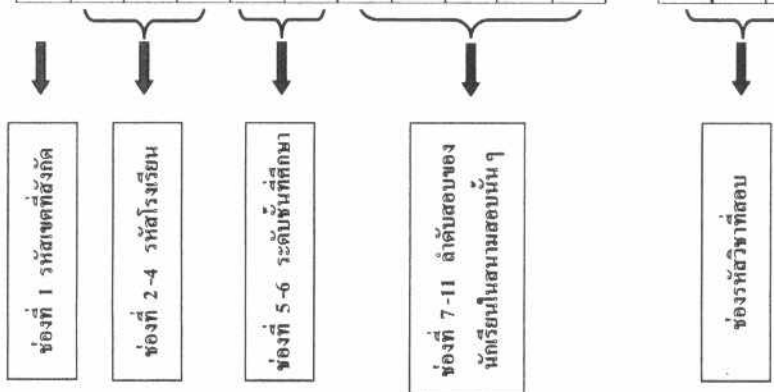 ช่องที่ 1 รหัสเขตที่สังกัด
ช่องที่ 2-4 รหัสโรงเรียน
ช่องที่ 5-6 ระดับชั้นที่ศึกษา
ช่องที่ 7-11 ลำดับสอบของ
นักเรียนในสนามสอบนั้น ๆ
ช่องรหัสวิชาที่สอบ